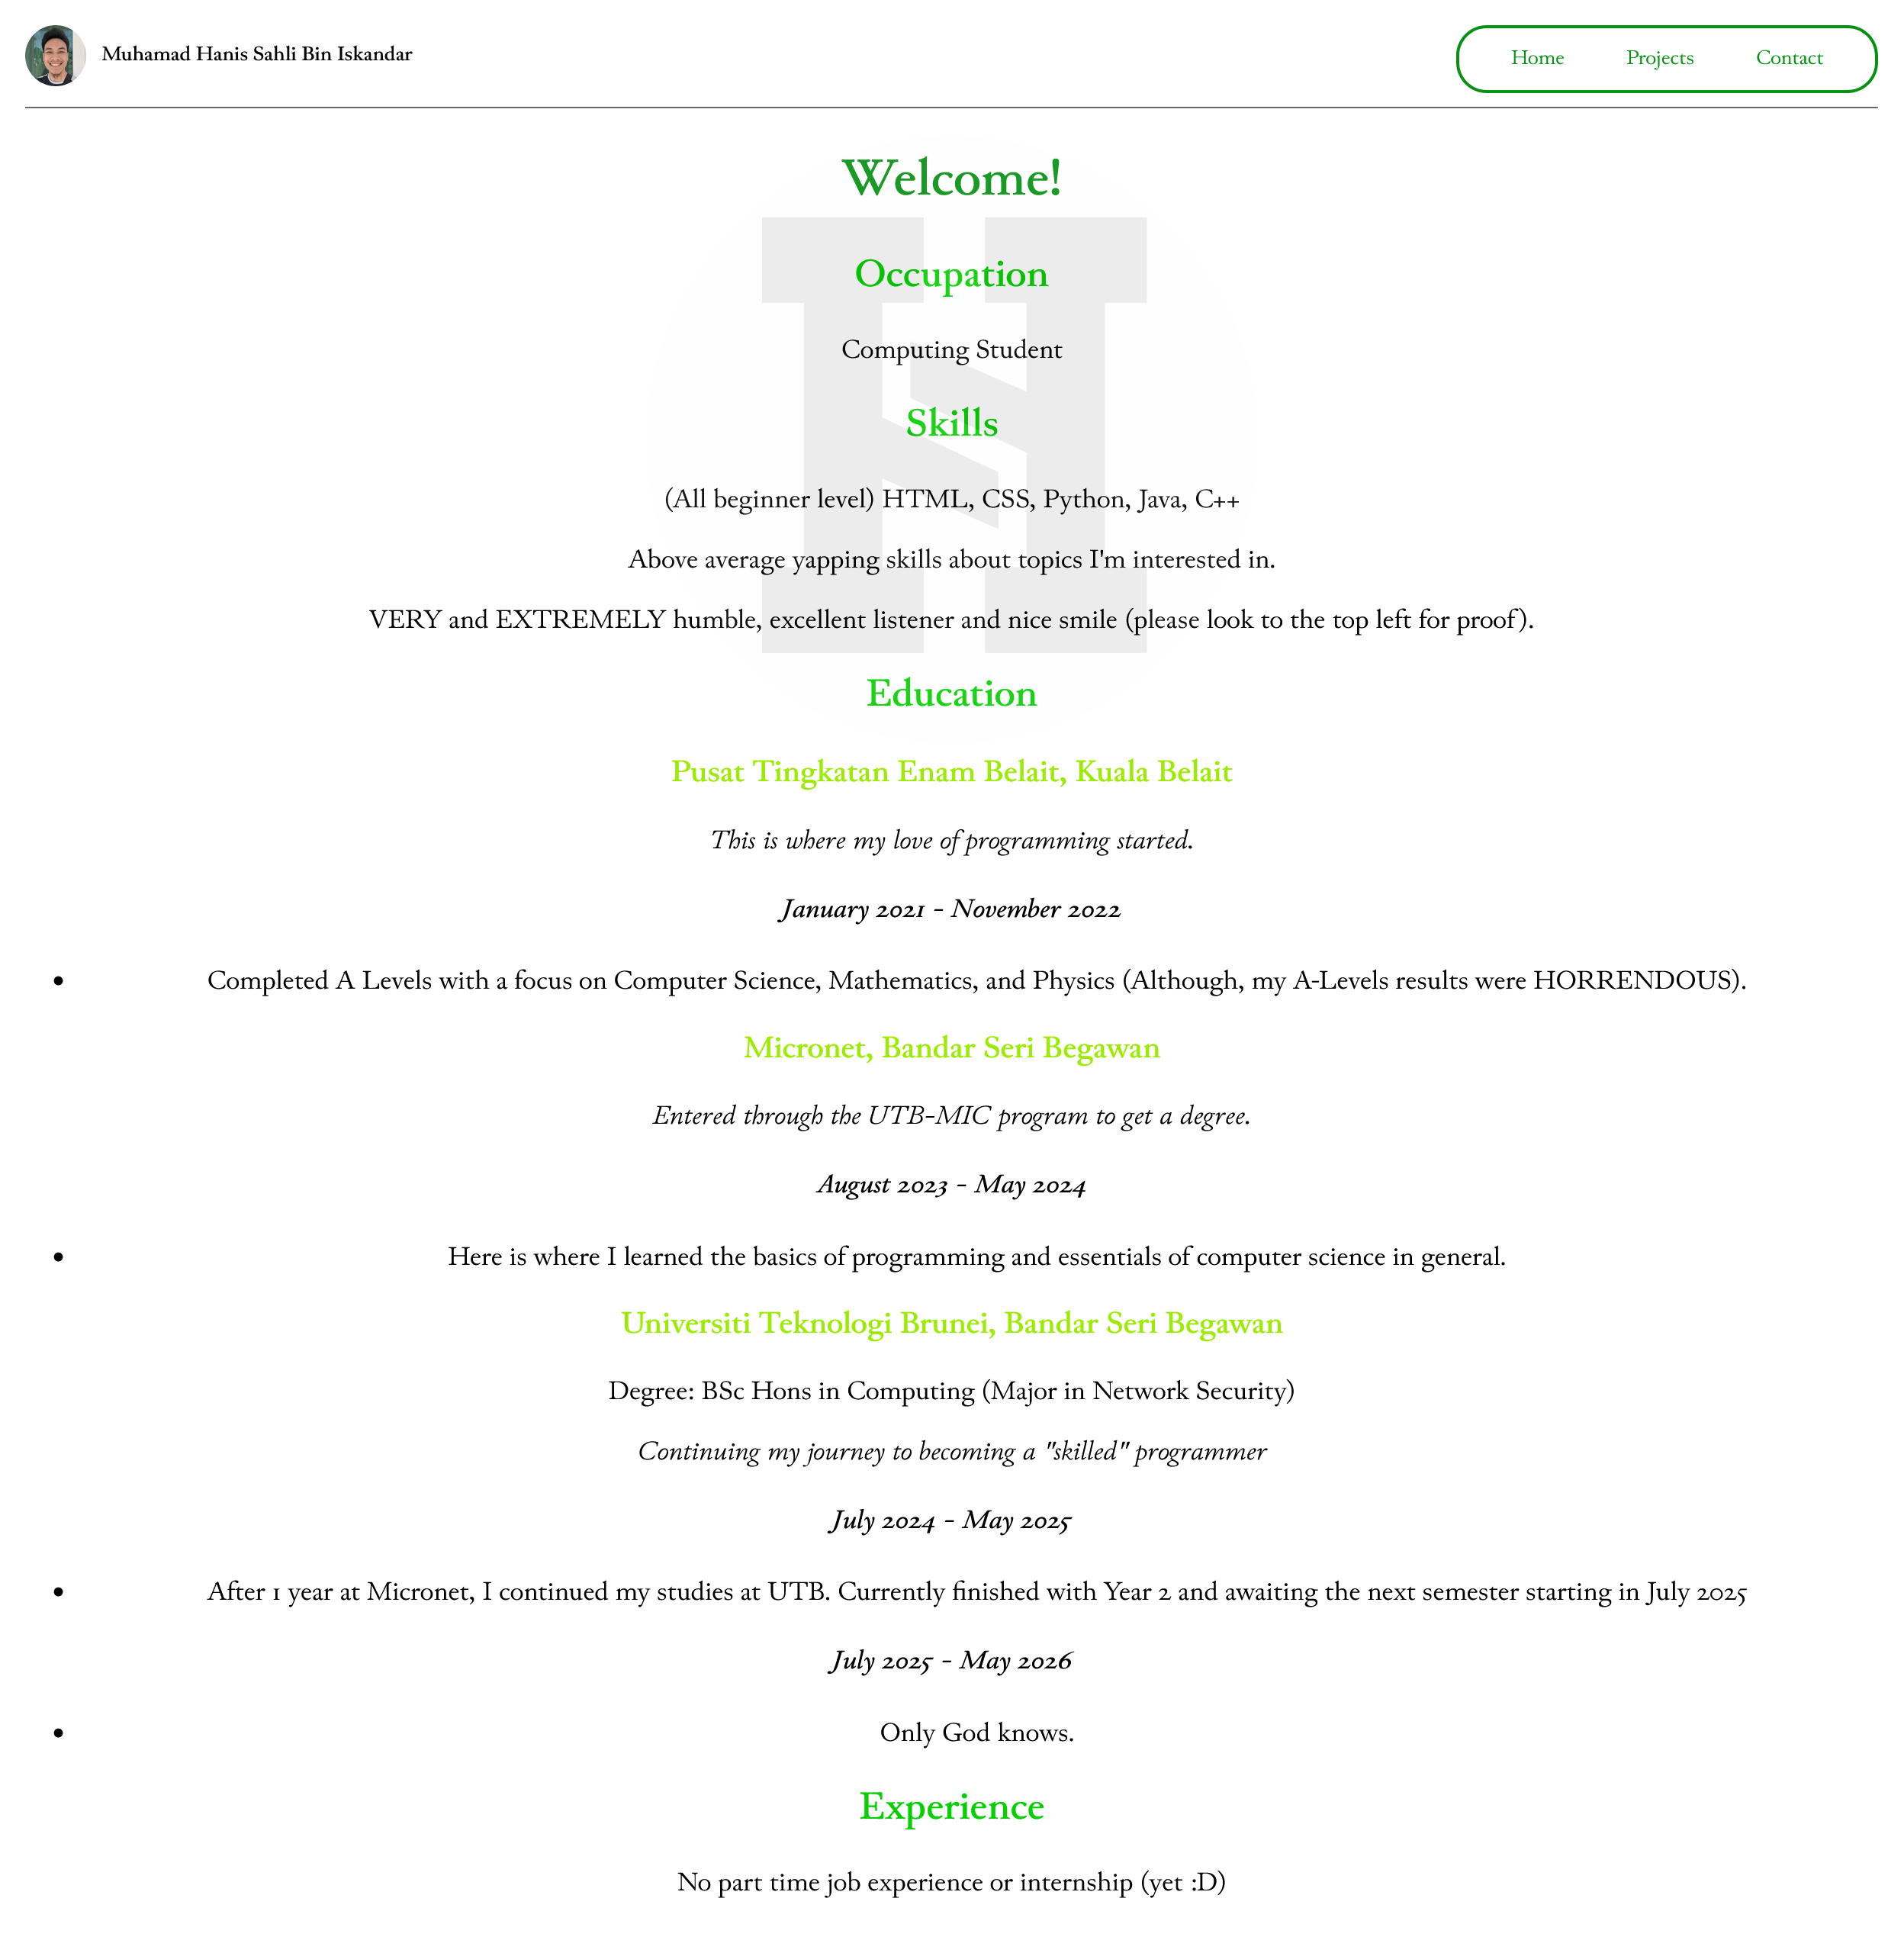 Muhamad Hanis Sahli Bin Iskandar
Home Projects Contact
Welcome!
Occupation
Computing Student
Skills
(All beginner level) HTML, CSS, Python, Java, C++
Above average yapping skills about topics I'm interested in.
VERY and EXTREMELY humble, excellent listener and nice smile (please look to the top left for proof).
Education
Pusat Tingkatan Enam Belait, Kuala Belait
This is where my love of programming started.
January 2021 - November 2022
• Completed A Levels with a focus on Computer Science, Mathematics, and Physics (Although, my A-Levels results were HORRENDOUS).
Micronet, Bandar Seri Begawan
Entered through the UTB-MIC program to get a degree.
August 2023 - May 2024
• Here is where I learned the basics of programming and essentials of computer science in general.
Universiti Teknologi Brunei, Bandar Seri Begawan
Degree: BSc Hons in Computing (Major in Network Security)
Continuing my journey to becoming a "skilled" programmer
July 2024 - May 2025
• After 1 year at Micronet, I continued my studies at UTB. Currently finished with Year 2 and awaiting the next semester starting in July 2025
July 2025 - May 2026
• Only God knows.
Experience
No part time job experience or internship (yet :D)